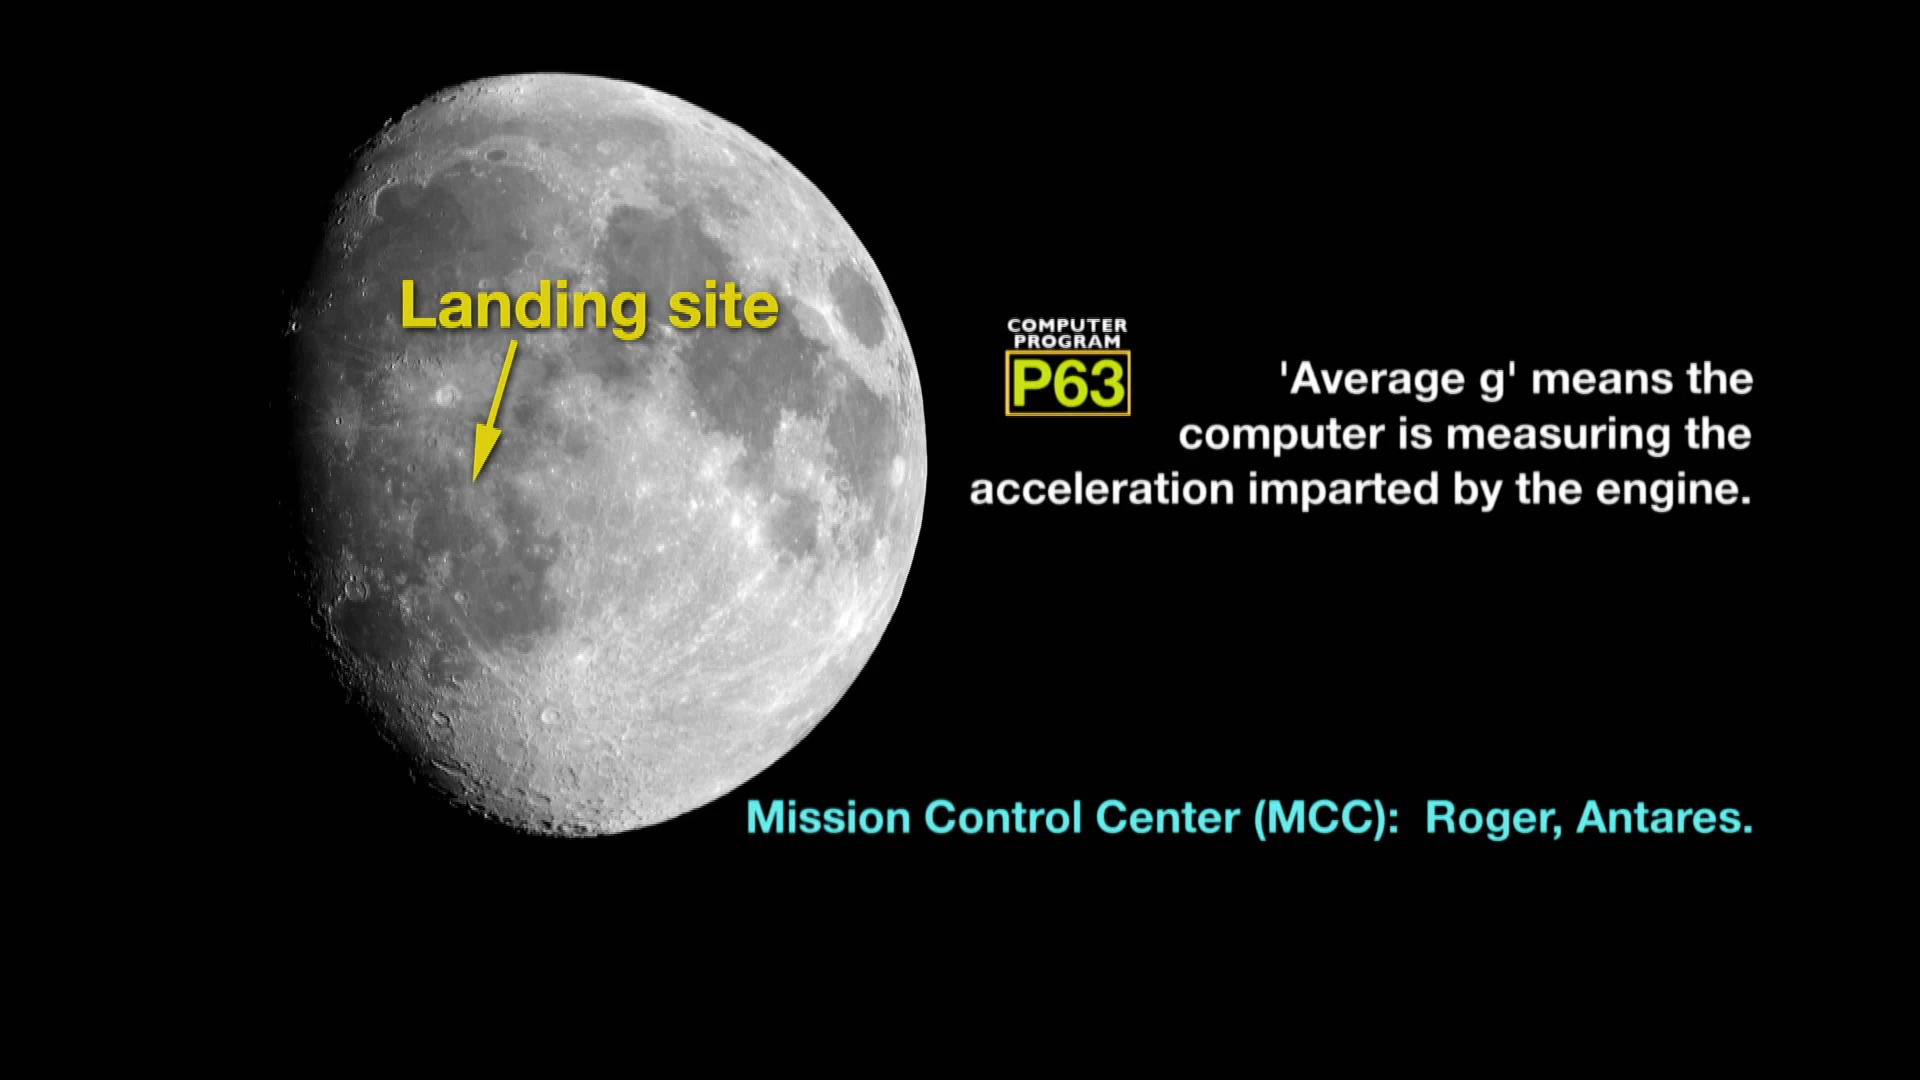 Landing site
COMPUTER
PROGRAM
P63
'Average g' means the
computer is measuring the
acceleration imparted by the engine.
Mission Control Center (MCC):  Roger, Antares.